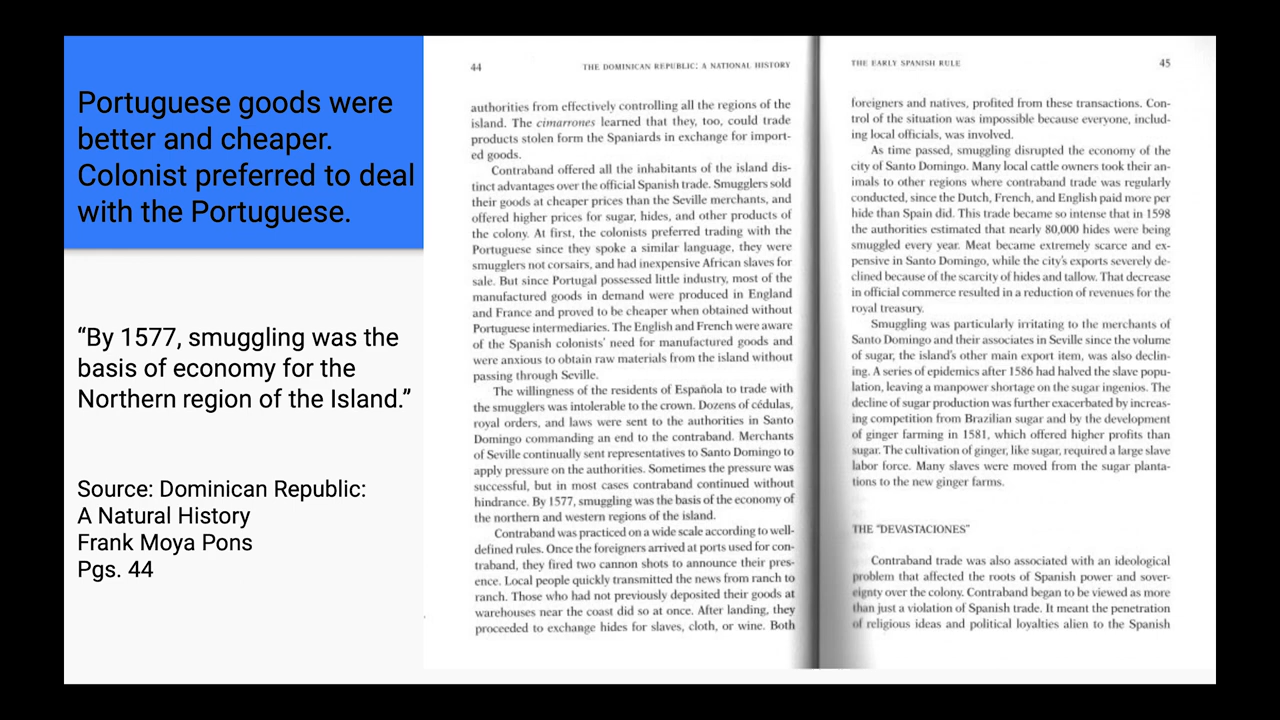 Portuguese goods were
better and cheaper.
Colonist preferred to deal
with the Portuguese.
“By 1577, smuggling was the
basis of economy for the
Northern region of the Island.”
Source: Dominican Republic:
A Natural History
Frank Moya Pons
Pgs. 44
44 THE DOMINICAN REPUBLIC: A NATIONAL HISTORY
authorities from effectively controlling all the regions of the
island. The cimarrones learned that they, too, could trade
products stolen form the Spaniards in exchange for import-
ed goods.
Contraband offered all the inhabitants of the island dis-
tinct advantages over the official Spanish trade. Smugglers sold
their goods at cheaper prices than the Seville merchants, and
offered higher prices for sugar, hides, and other products of
the colony. At first, the colonists preferred trading with the
Portuguese since they spoke a similar language, they were
smugglers not corsairs, and had inexpensive African slaves for
sale. But since Portugal possessed little industry, most of the
manufactured goods in demand were produced in England
and France and proved to be cheaper when obtained without
Portuguese intermediaries. The English and French were aware
of the Spanish colonists' need for manufactured goods and
were anxious to obtain raw materials from the island without
passing through Seville.
The willingness of the residents of Española to trade with
the smugglers was intolerable to the crown. Dozens of cédulas,
royal orders, and laws were sent to the authorities in Santo
Domingo commanding an end to the contraband. Merchants
of Seville continually sent representatives to Santo Domingo to
apply pressure on the authorities. Sometimes the pressure was
successful, but in most cases contraband continued without
hindrance. By 1577, smuggling was the basis of the economy of
the northern and western regions of the island.
Contraband was practiced on a wide scale according to well-
defined rules. Once the foreigners arrived at ports used for con-
traband, they fired two cannon shots to announce their pres-
ence. Local people quickly transmitted the news from ranch to
ranch. Those who had not previously deposited their goods at
warehouses near the coast did so at once. After landing, they
proceeded to exchange hides for slaves, cloth, or wine. Both
THE EARLY SPANISH RULE 45
foreigners and natives, profited from these transactions. Con-
trol of the situation was impossible because everyone, includ-
ing local officials, was involved.
As time passed, smuggling disrupted the economy of the
city of Santo Domingo. Many local cattle owners took their an-
imals to other regions where contraband trade was regularly
conducted, since the Dutch, French, and English paid more per
hide than Spain did. This trade became so intense that in 1598
the authorities estimated that nearly 80,000 hides were being
smuggled every year. Meat became extremely scarce and ex-
pensive in Santo Domingo, while the city's exports severely de-
clined because of the scarcity of hides and tallow. That decrease
in official commerce resulted in a reduction of revenues for the
royal treasury.
Smuggling was particularly irritating to the merchants of
Santo Domingo and their associates in Seville since the volume
of sugar, the island's other main export item, was also declin-
ing. A series of epidemics after 1586 had halved the slave popu-
lation, leaving a manpower shortage on the sugar ingenios. The
decline of sugar production was further exacerbated by increas-
ing competition from Brazilian sugar and by the development
of ginger farming in 1581, which offered higher profits than
sugar. The cultivation of ginger, like sugar, required a large slave
labor force. Many slaves were moved from the sugar planta-
tions to the new ginger farms.
THE "DEVASTACIONES"
Contraband trade was also associated with an ideological
problem that affected the roots of Spanish power and sover-
eignty over the colony. Contraband began to be viewed as more
than just a violation of Spanish trade. It meant the penetration
of religious ideas and political loyalties alien to the Spanish